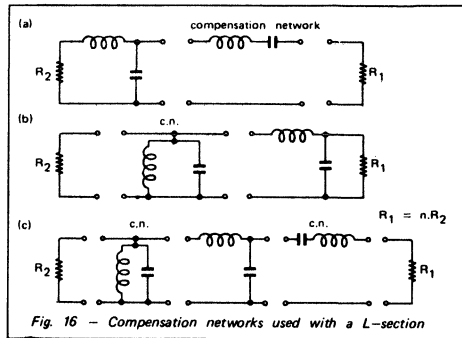 (a)
compensation network
R2
R1
(b)
c.n.
R2
R1
R1 = n.R2
(c)
c.n.
c.n.
R2
R1
Fig. 16 – Compensation networks used with a L–section